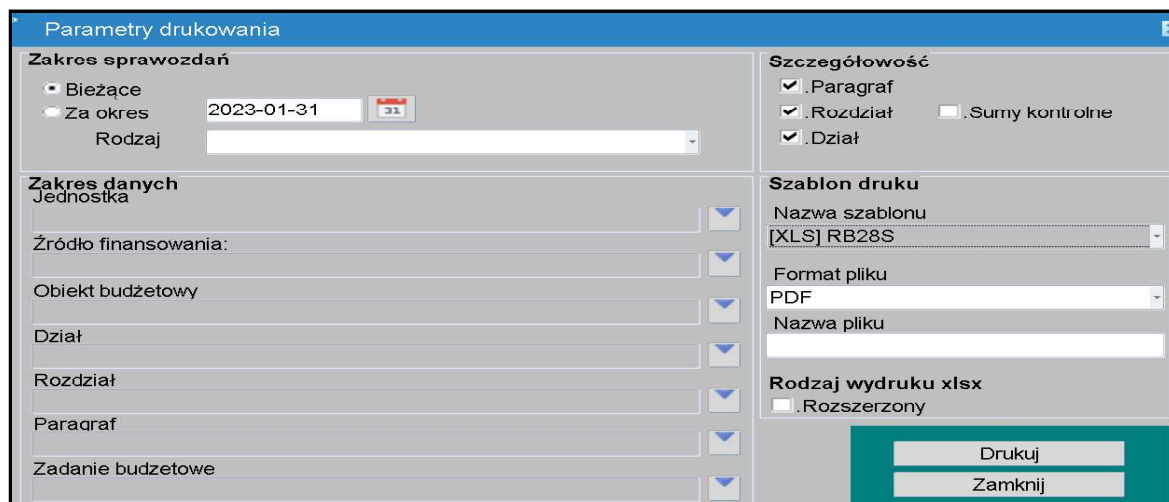 Parametry drukowania
Zakres sprawozdań
Bieżące
Za okres
2023-01-31
31
Rodzaj
Zakres danych
Jednostka
Źródło finansowania:
Obiekt budżetowy
Dział
Rozdział
Paragraf
Zadanie budżetowe
Szczegółowość
.Paragraf
.Rozdział .Sumy kontrolne
.Dział
Szablon druku
Nazwa szablonu
[XLS] RB28S
Format pliku
PDF
Nazwa pliku
Rodzaj wydruku xlsx
.Rozszerzony
Drukuj
Zamknij